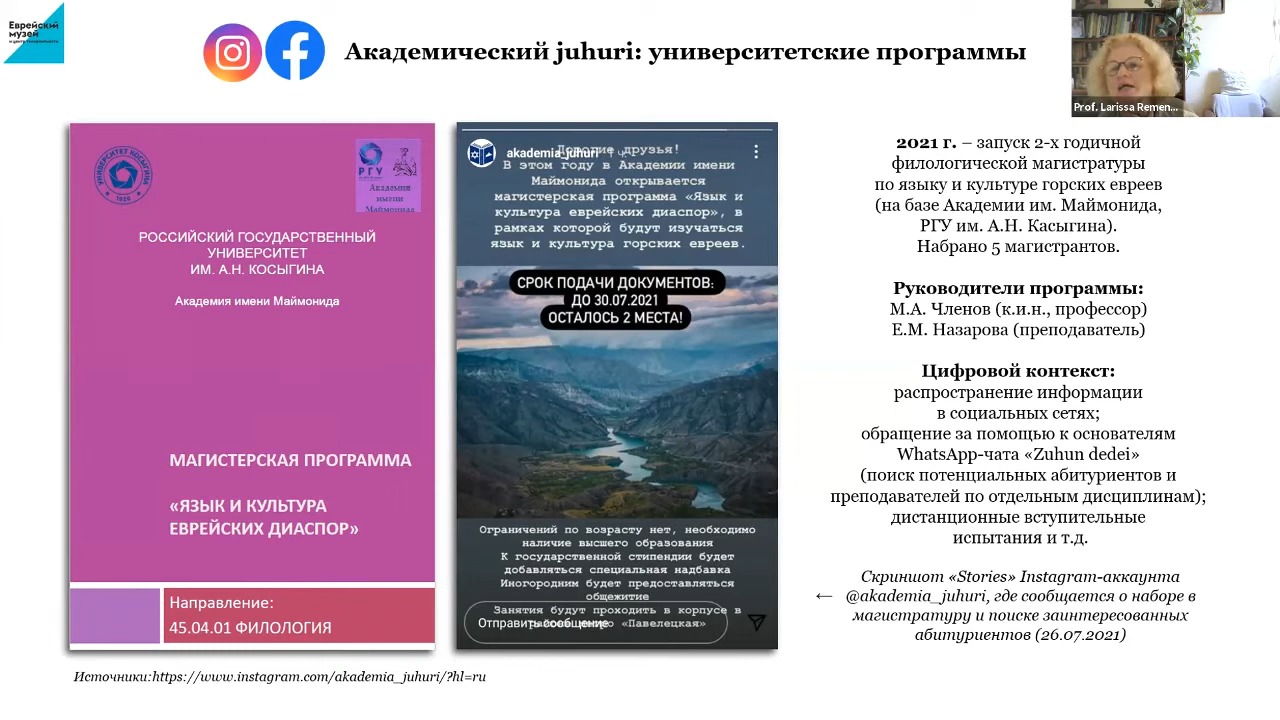 Еврейский
музей
и центр толерантности
Академический juhuri: университетские программы
Prof. Larissa Remen...
УНИВЕРСИТЕТ КОСЫГИНА
РГУ
Академия
имени
Маймонида
РОССИЙСКИЙ ГОСУДАРСТВЕННЫЙ
УНИВЕРСИТЕТ
ИМ. А.Н. КОСЫГИНА
Академия имени Маймонида
МАГИСТЕРСКАЯ ПРОГРАММА
«ЯЗЫК И КУЛЬТУРА
ЕВРЕЙСКИХ ДИАСПОР»
Направление:
45.04.01 ФИЛОЛОГИЯ
akademia_juhuri 1 ч.
Дорогие друзья!
В этом году в Академии имени
Маймонида открывается
магистерская программа «Язык и
культура еврейских диаспор», в
рамках которой будут изучаться
язык и культура горских евреев.
СРОК ПОДАЧИ ДОКУМЕНТОВ:
ДО 30.07.2021
ОСТАЛОСЬ 2 МЕСТА!
Ограничений по возрасту нет, необходимо
наличие высшего образования
К государственной стипендии будет
добавляться специальная надбавка
Иногородним будет предоставляться
общежитие
Занятия будут проходить в корпусе в
метро «Павелецкая»
Отправить сообщение
2021 г. – запуск 2-х годичной
филологической магистратуры
по языку и культуре горских евреев
(на базе Академии им. Маймонида,
РГУ им. А.Н. Касыгина).
Набрано 5 магистрантов.
Руководители программы:
М.А. Членов (к.и.н., профессор)
Е.М. Назарова (преподаватель)
Цифровой контекст:
распространение информации
в социальных сетях;
обращение за помощью к основателям
WhatsApp-чата «Zuhun dedei»
(поиск потенциальных абитуриентов и
преподавателей по отдельным дисциплинам);
дистанционные вступительные
испытания и т.д.
Скриншот «Stories» Instagram-аккаунта
← @akademia_juhuri, где сообщается о наборе в
магистратуру и поиске заинтересованных
абитуриентов (26.07.2021)
Источники:https://www.instagram.com/akademia_juhuri/?hl=ru